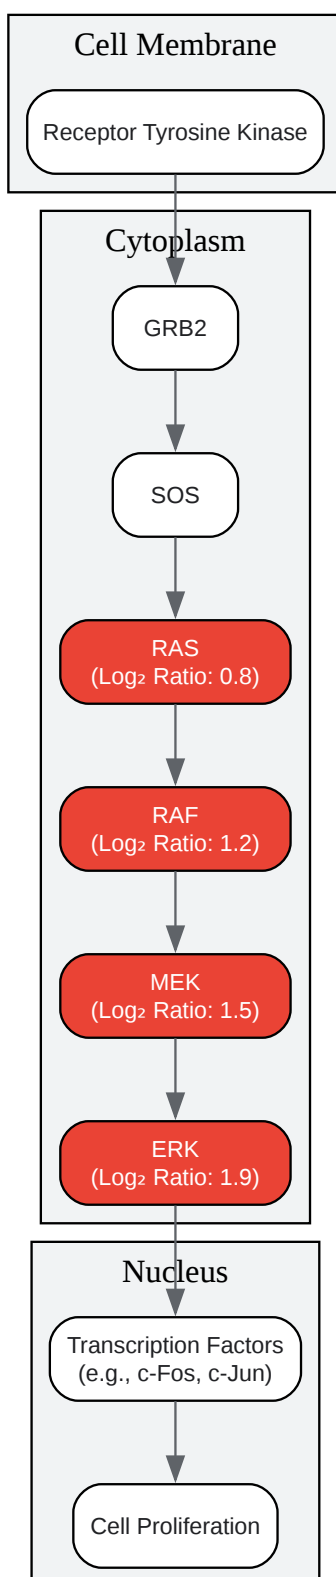 Cell Membrane
Receptor Tyrosine Kinase
Cytoplasm
GRB2
SOS
RAS
(Log₂ Ratio: 0.8)
RAF
(Log₂ Ratio: 1.2)
MEK
(Log₂ Ratio: 1.5)
ERK
(Log₂ Ratio: 1.9)
Nucleus
Transcription Factors
(e.g., c-Fos, c-Jun)
Cell Proliferation